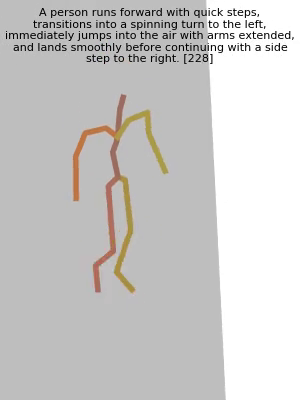 A person runs forward with quick steps,
transitions into a spinning turn to the left,
immediately jumps into the air with arms extended,
and lands smoothly before continuing with a side
step to the right. [228]